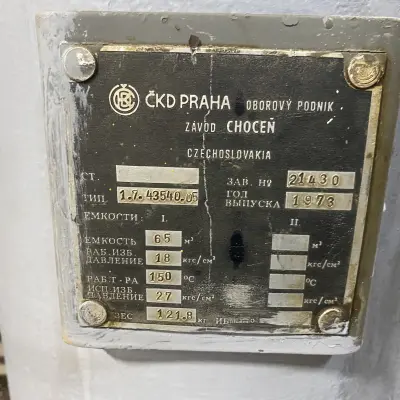 ČKD PRAHA OBOROVÝ PODNIK
ZÁVOD CHOCEŇ
CZECHOSLOVAKIA
СТ. ЗАВ. № 21430
ТИП 1.7.43540.05 ГОД ВЫПУСКА 1973
ЕМКОСТИ: I. II
ЕМКОСТЬ 65 м³ м³
РАБ. ИЗБ. ДАВЛЕНИЕ 18 кгс/см² кгс/см²
РАБ.Т-РА 150 °C °C
ИСП. ИЗБ. ДАВЛЕНИЕ 27 кгс/см² кгс/см²
ВЕС 121.8 кг